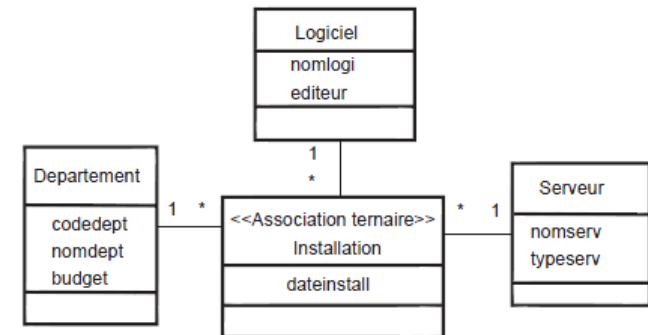 Logiciel
nomlogi
editeur
1
*
Departement
codedept
nomdept
budget
1 *
<<Association ternaire>>
Installation
dateinstall
* 1
Serveur
nomserv
typeserv